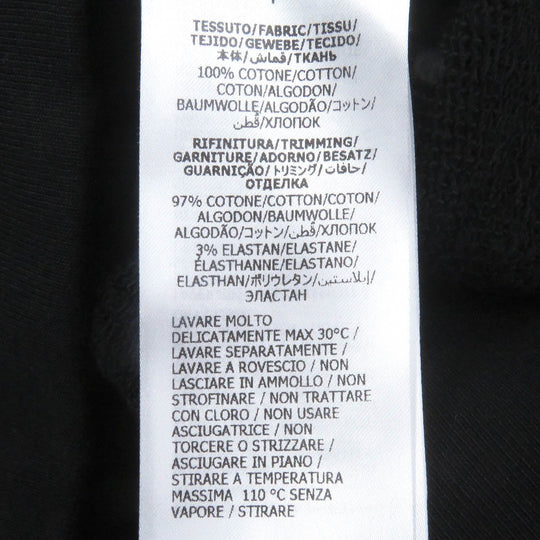 TESSUTO/FABRIC/TISSU/
TEJIDO/GEWEBE/TECIDO/
本体/قماش/ТКАНЬ
100% COTONE/COTTON/
COTON/ALGODON/
BAUMWOLLE/ALGODÃO/コットン/
قُطن/ХЛОПОК
RIFINITURA/TRIMMING/
GARNITURE/ADORNO/BESATZ/
GUARNIÇÃO/トリミング/حافات/
ОТДЕЛКА
97% COTONE/COTTON/COTON/
ALGODON/BAUMWOLLE/
ALGODÃO/コットン/قُطن/ХЛОПОК
3% ELASTAN/ELASTANE/
ÉLASTHANNE/ELASTANO/
ELASTHAN/ポリウレタン/إيلاستين/
ЭЛАСТАН
LAVARE MOLTO
DELICATAMENTE MAX 30°C /
LAVARE SEPARATAMENTE /
LAVARE A ROVESCIO / NON
LASCIARE IN AMMOLLO / NON
STROFINARE / NON TRATTARE
CON CLORO / NON USARE
ASCIUGATRICE / NON
TORCERE O STRIZZARE /
ASCIUGARE IN PIANO /
STIRARE A TEMPERATURA
MASSIMA 110 °C SENZA
VAPORE / STIRARE